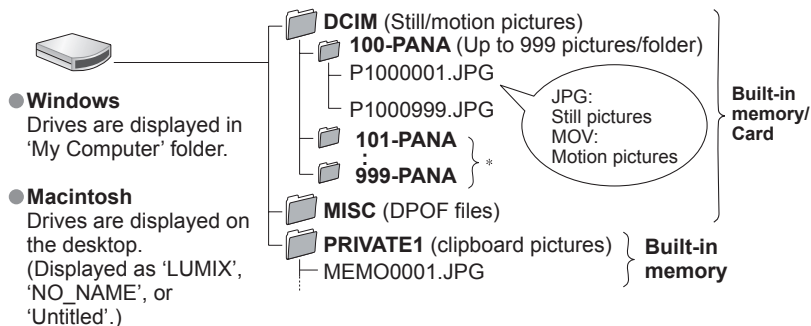 ●Windows
Drives are displayed in
‘My Computer’ folder.
●Macintosh
Drives are displayed on
the desktop.
(Displayed as ‘LUMIX’,
‘NO_NAME’, or
‘Untitled’.)
DCIM (Still/motion pictures)
100-PANA (Up to 999 pictures/folder)
P1000001.JPG
P1000999.JPG
JPG:
Still pictures
MOV:
Motion pictures
101-PANA
:
999-PANA
*
MISC (DPOF files)
Built-in
memory/
Card
PRIVATE1 (clipboard pictures)
MEMO0001.JPG
Built-in
memory